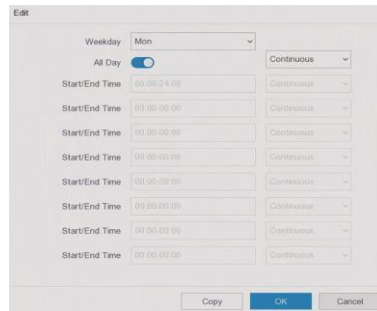 Edit
Weekday Mon
All Day Continuous
Start/End Time 00:00-24:00 Continuous
Start/End Time 00:00-00:00 Continuous
Start/End Time 00:00-00:00 Continuous
Start/End Time 00:00-00:00 Continuous
Start/End Time 00:00-00:00 Continuous
Start/End Time 00:00-00:00 Continuous
Start/End Time 00:00-00:00 Continuous
Start/End Time 00:00-00:00 Continuous
Copy OK Cancel